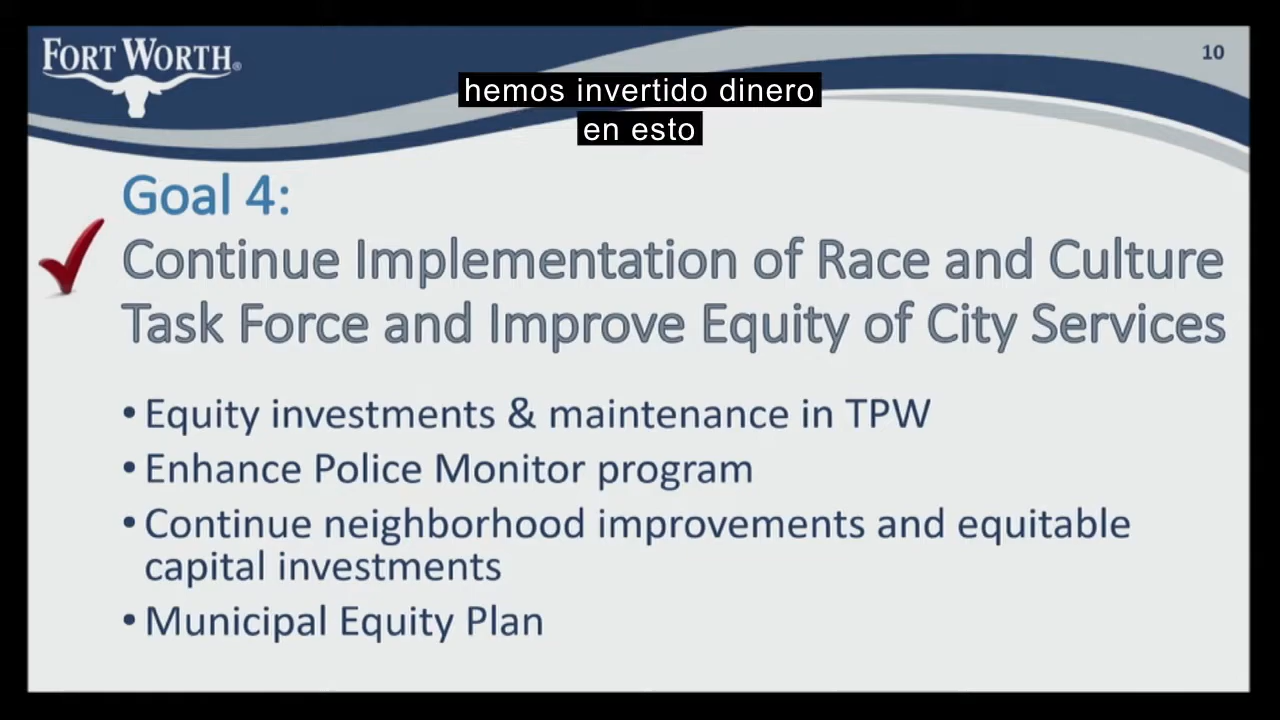 FORT WORTH®
10
hemos invertido dinero
en esto
Goal 4:
Continue Implementation of Race and Culture
Task Force and Improve Equity of City Services
• Equity investments & maintenance in TPW
• Enhance Police Monitor program
• Continue neighborhood improvements and equitable
capital investments
• Municipal Equity Plan